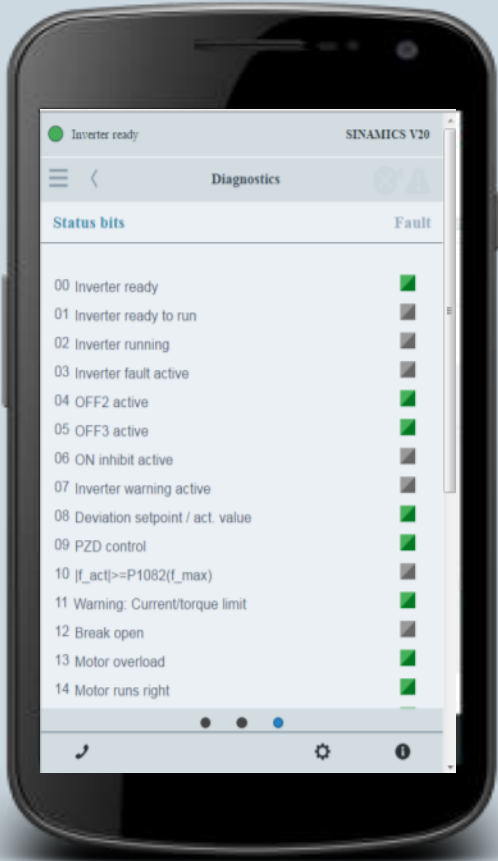 Inverter ready SINAMICS V20
Diagnostics
Status bits Fault
00 Inverter ready
01 Inverter ready to run
02 Inverter running
03 Inverter fault active
04 OFF2 active
05 OFF3 active
06 ON inhibit active
07 Inverter warning active
08 Deviation setpoint / act. value
09 PZD control
10 |f_act|>=P1082(f_max)
11 Warning: Current/torque limit
12 Break open
13 Motor overload
14 Motor runs right